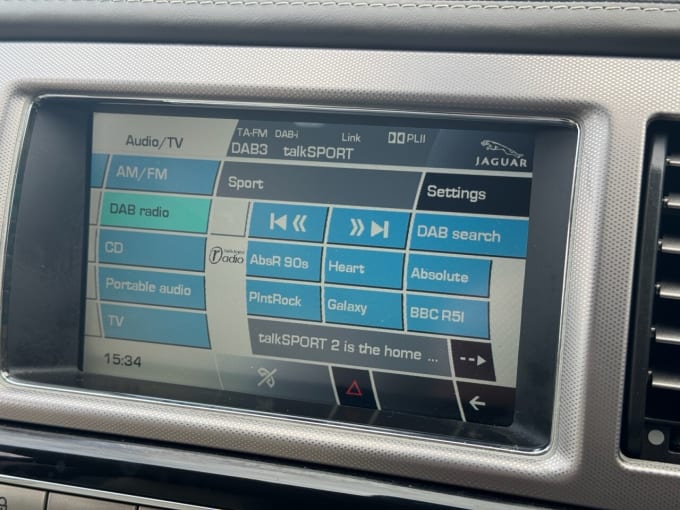 Audio/TV
TA-FM DAB-i Link PLII
DAB3 talkSPORT
JAGUAR
AM/FM
Sport
Settings
DAB radio
DAB search
CD
radio
AbsR 90s
Heart
Absolute
Portable audio
PlntRock
Galaxy
BBC R5l
TV
talkSPORT 2 is the home ...
15:34